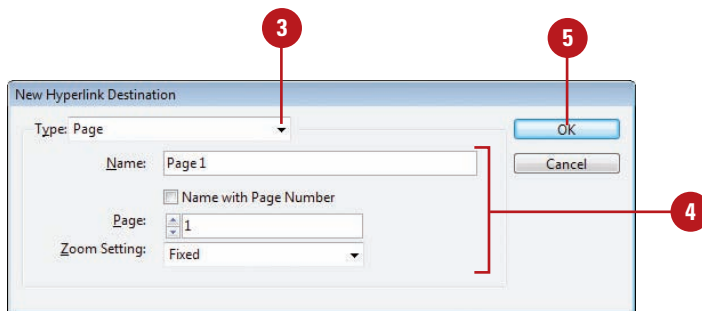 3
5
New Hyperlink Destination
Type: Page
OK
Name: Page 1
Cancel
Name with Page Number
4
Page: 1
Zoom Setting: Fixed